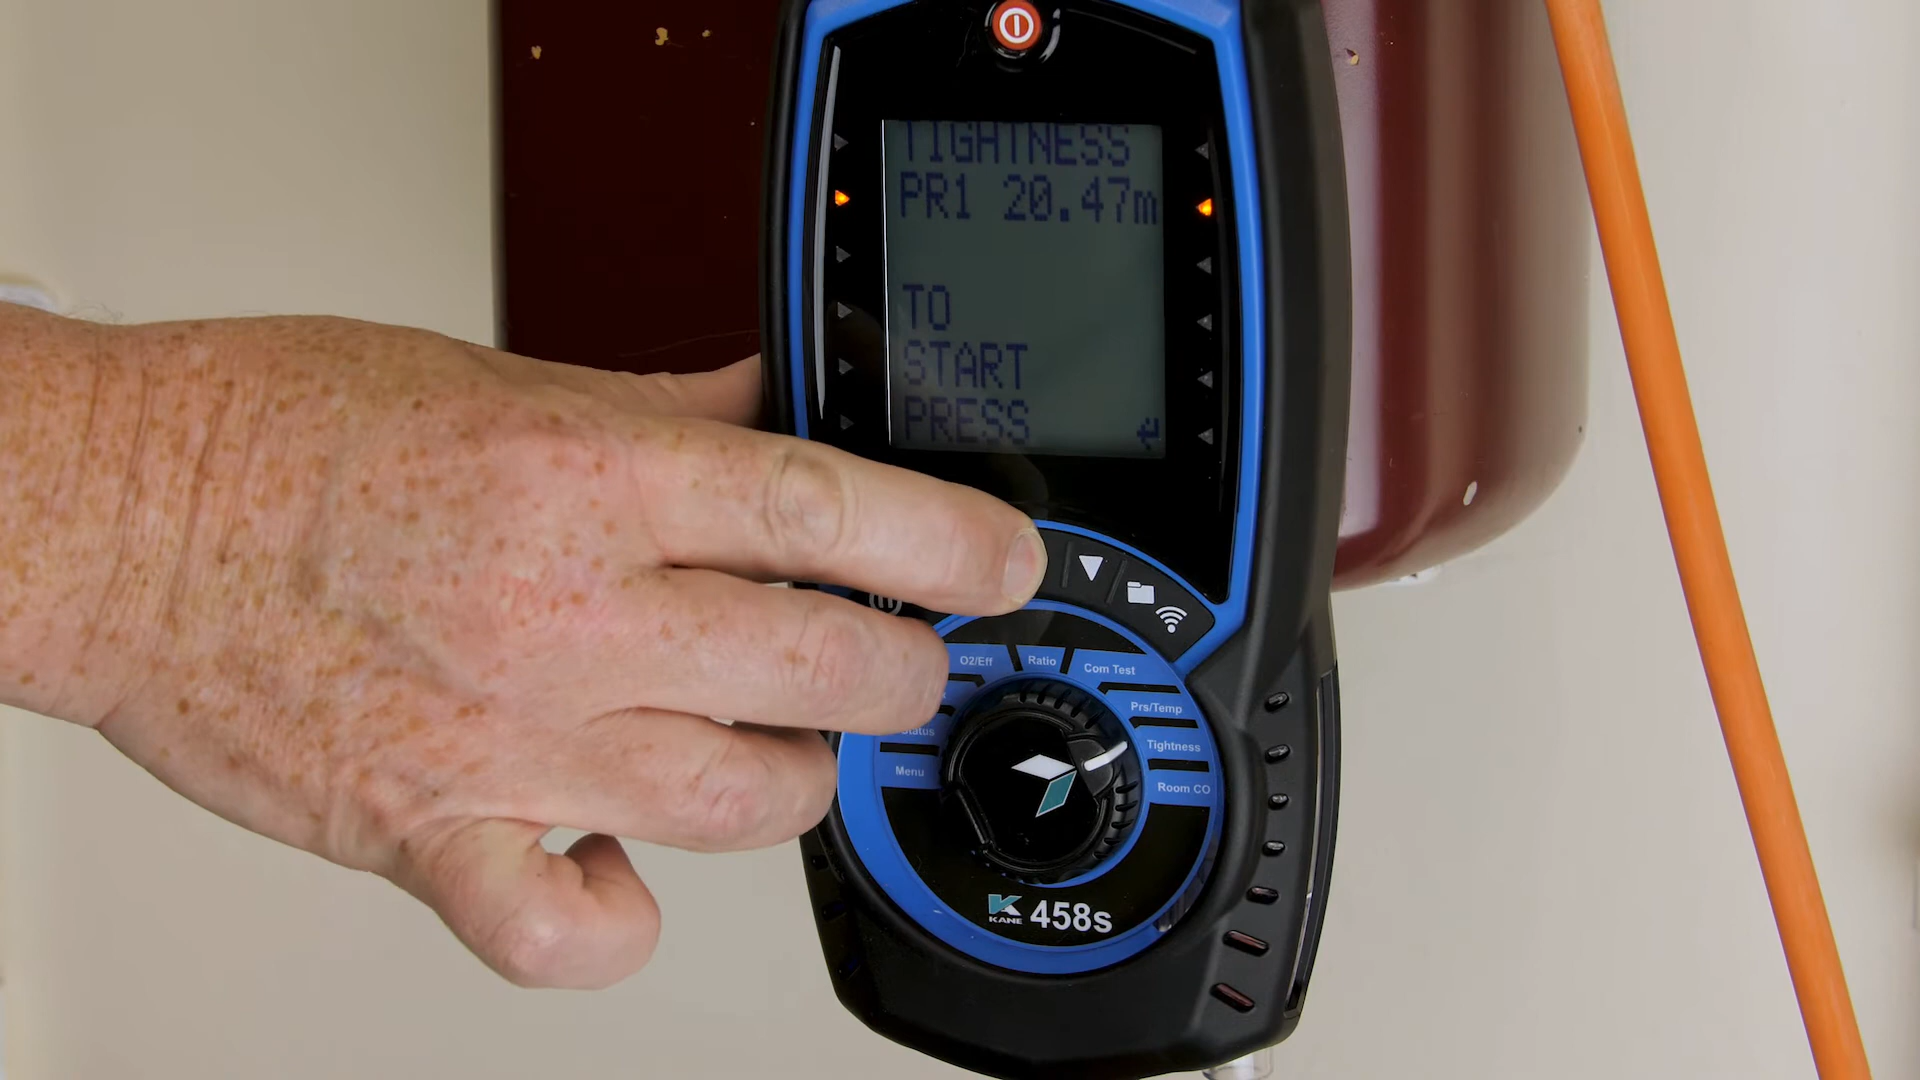 TIGHTNESS
PR1 20.47m
TO
START
PRESS
O2/Eff
Ratio
Com Test
Prs/Temp
Status
Tightness
Menu
Room CO
KANE 458s